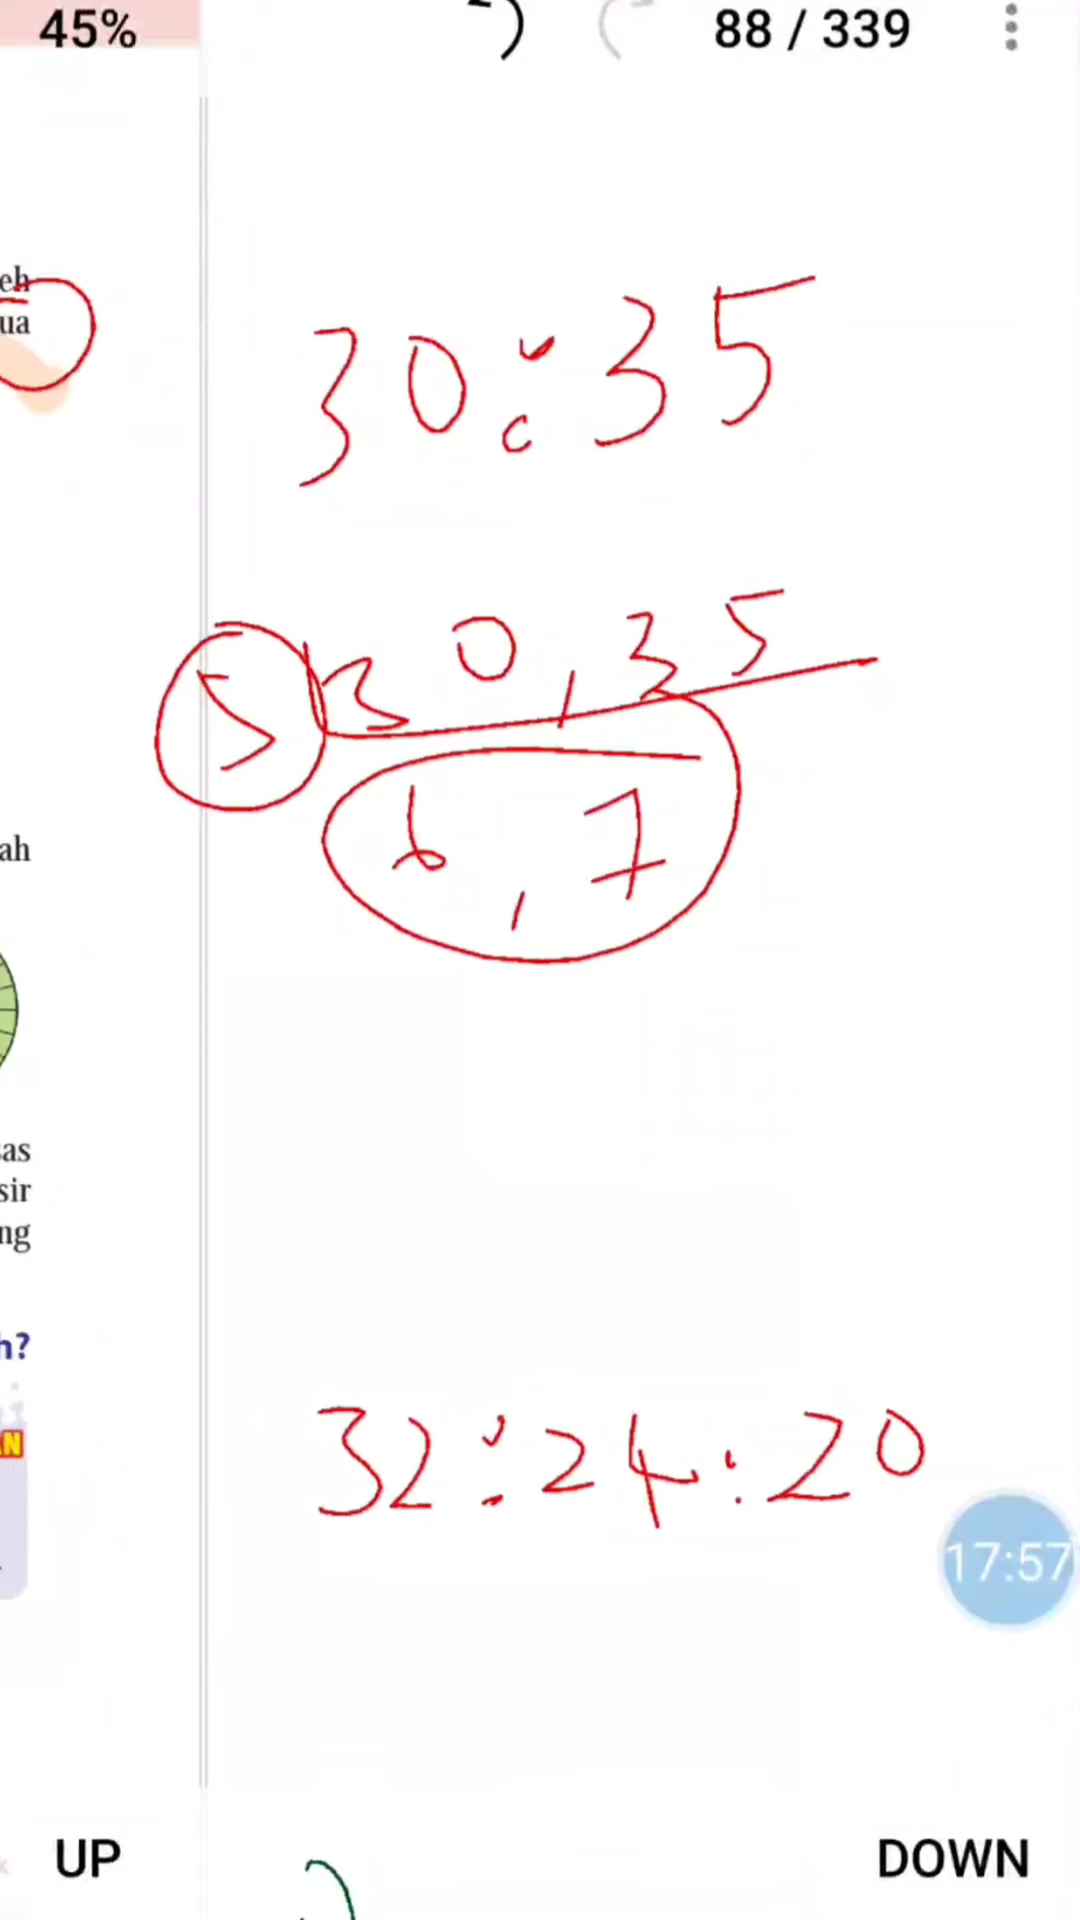 45%
88 / 339
eh
ua
30:35
5 30,35
6,7
ah
sas
sir
ng
h?
AN
32:24:20
17:57
UP
DOWN